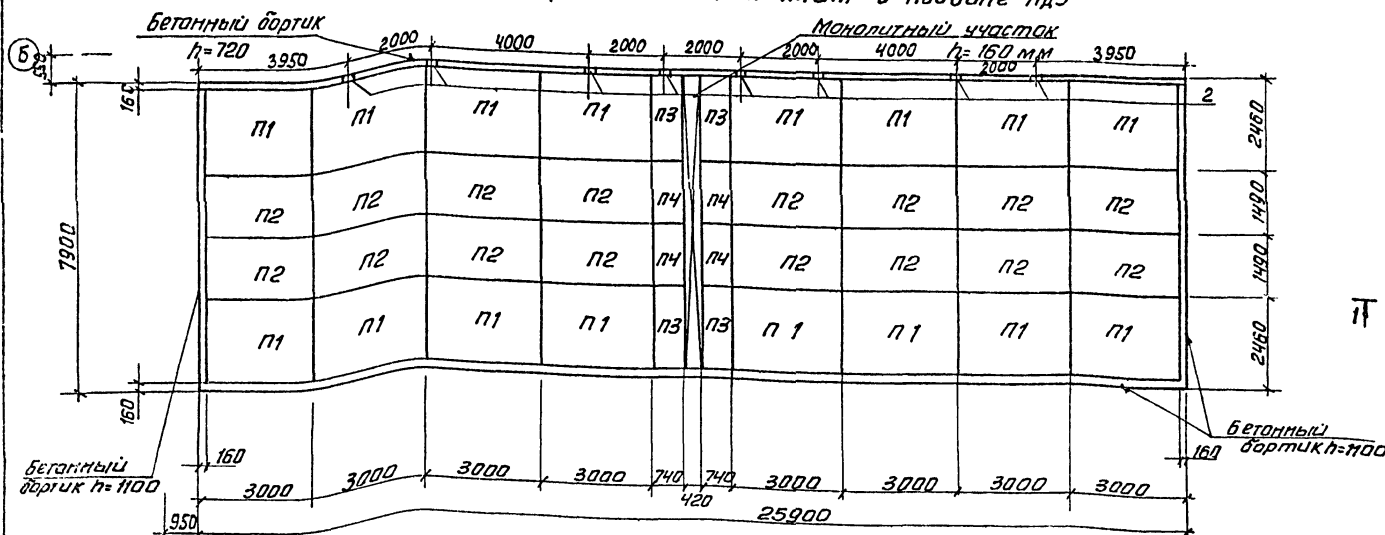 Бетонный бортик
h=720
Монолитный участок
h=160 мм
Б
3950 2000 4000 2000 2000 2000 4000 2000 3950
160
2
П1 П1 П1 П1 П3 П3 П1 П1 П1 П1
П2 П2 П2 П2 П4 П4 П2 П2 П2 П2
П2 П2 П2 П2 П4 П4 П2 П2 П2 П2
П1 П1 П1 П1 П3 П3 П1 П1 П1 П1
7900
2460
1490
1490
2460
1
160
160
160
Бетонный
бортик h=1100
Бетонный
бортик h=1100
3000 3000 3000 3000 740 420 740 3000 3000 3000 3000
950
25900